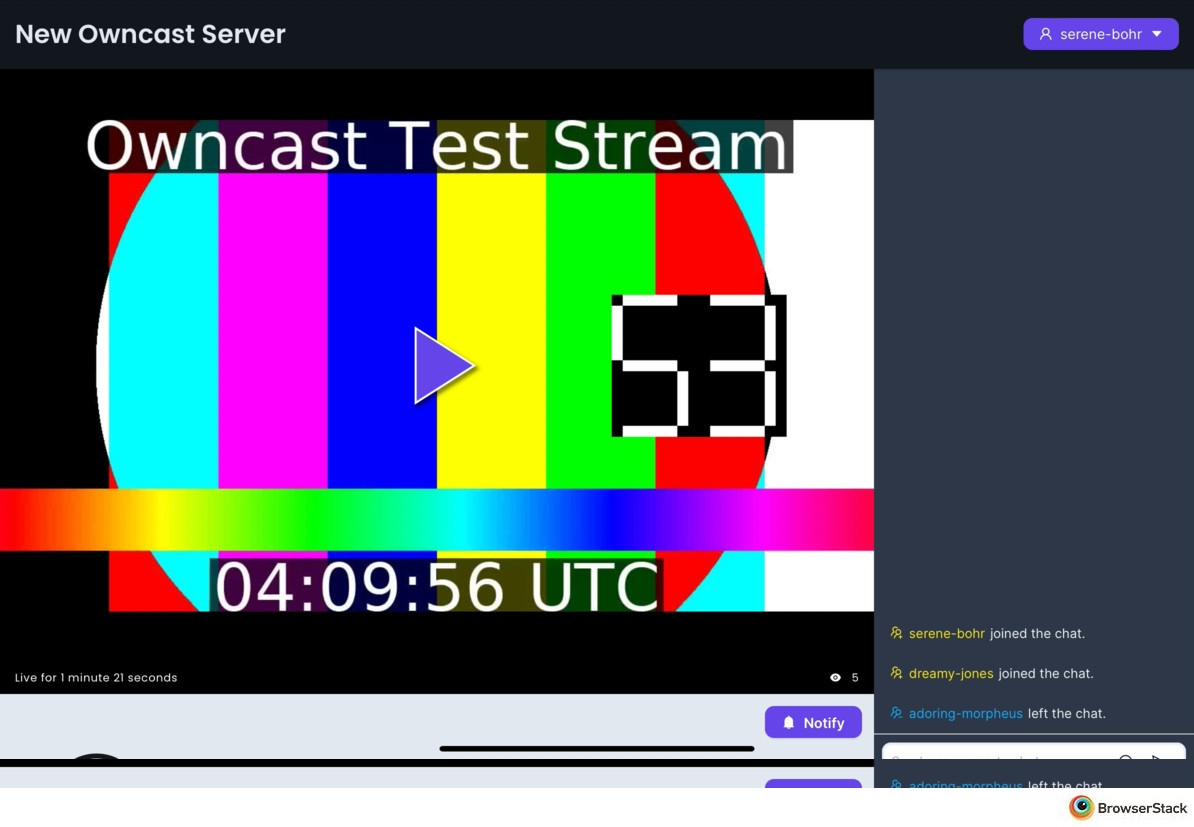 New Owncast Server
serene-bohr
Owncast Test Stream
53
04:09:56 UTC
Live for 1 minute 21 seconds
5
serene-bohr joined the chat.
dreamy-jones joined the chat.
adoring-morpheus left the chat.
Notify
adoring-morpheus left the chat
BrowserStack